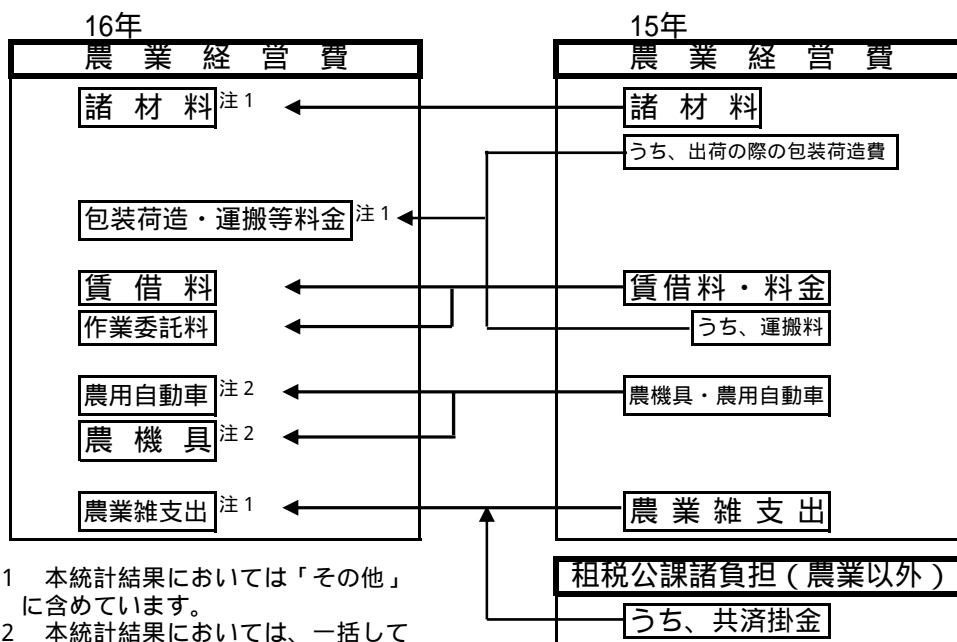 16年
農業経営費
諸材料注1
包装荷造・運搬等料金注1
賃借料
作業委託料
農用自動車注2
農機具注2
農業雑支出注1
1 本統計結果においては「その他」
に含めています。
2 本統計結果においては、一括して
15年
農業経営費
諸材料
うち、出荷の際の包装荷造費
賃借料・料金
うち、運搬料
農機具・農用自動車
農業雑支出
租税公課諸負担(農業以外)
うち、共済掛金